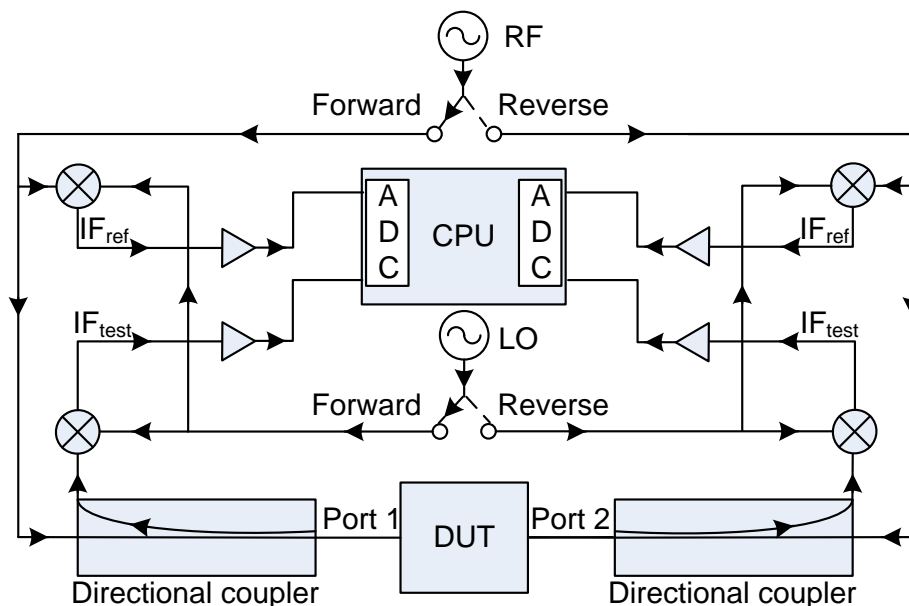 RF
Forward Reverse
IFref
A
D
C
CPU
A
D
C
IFref
IFtest
LO
IFtest
Forward Reverse
Port 1
DUT
Port 2
Directional coupler
Directional coupler